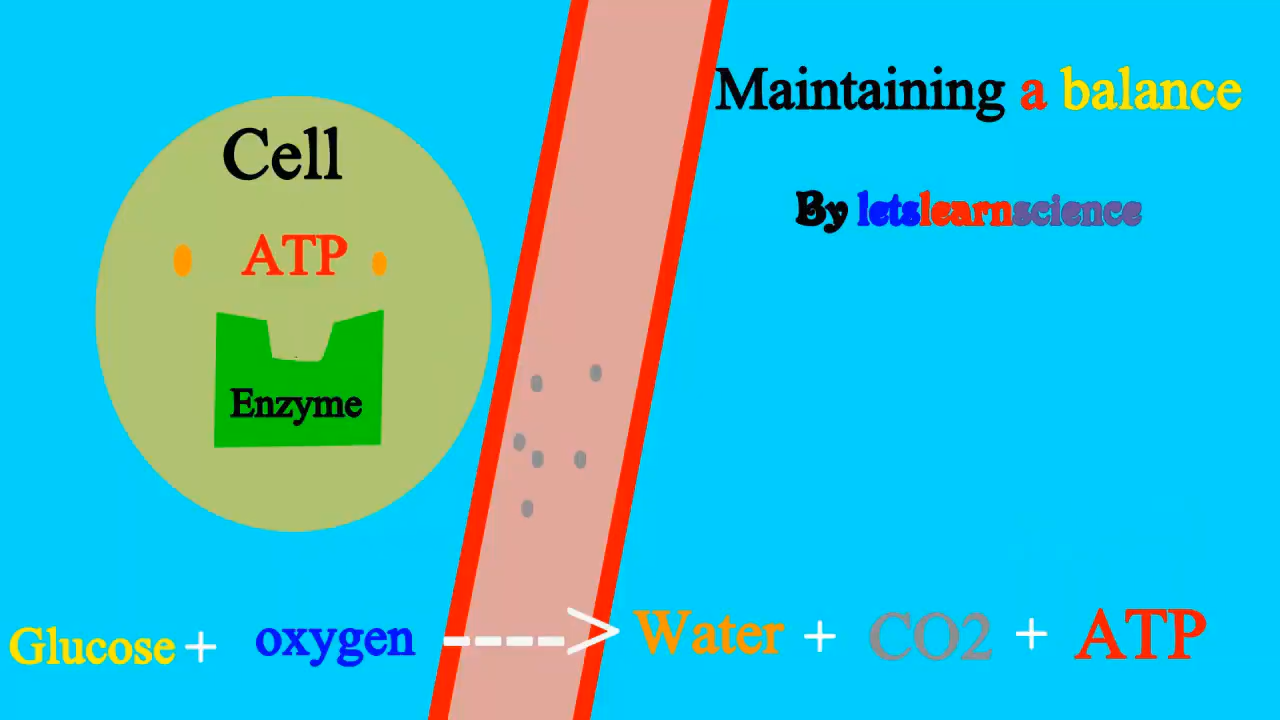 Maintaining a balance
By letslearnscience
Cell
ATP
Enzyme
Glucose + oxygen ----> Water + CO2 + ATP